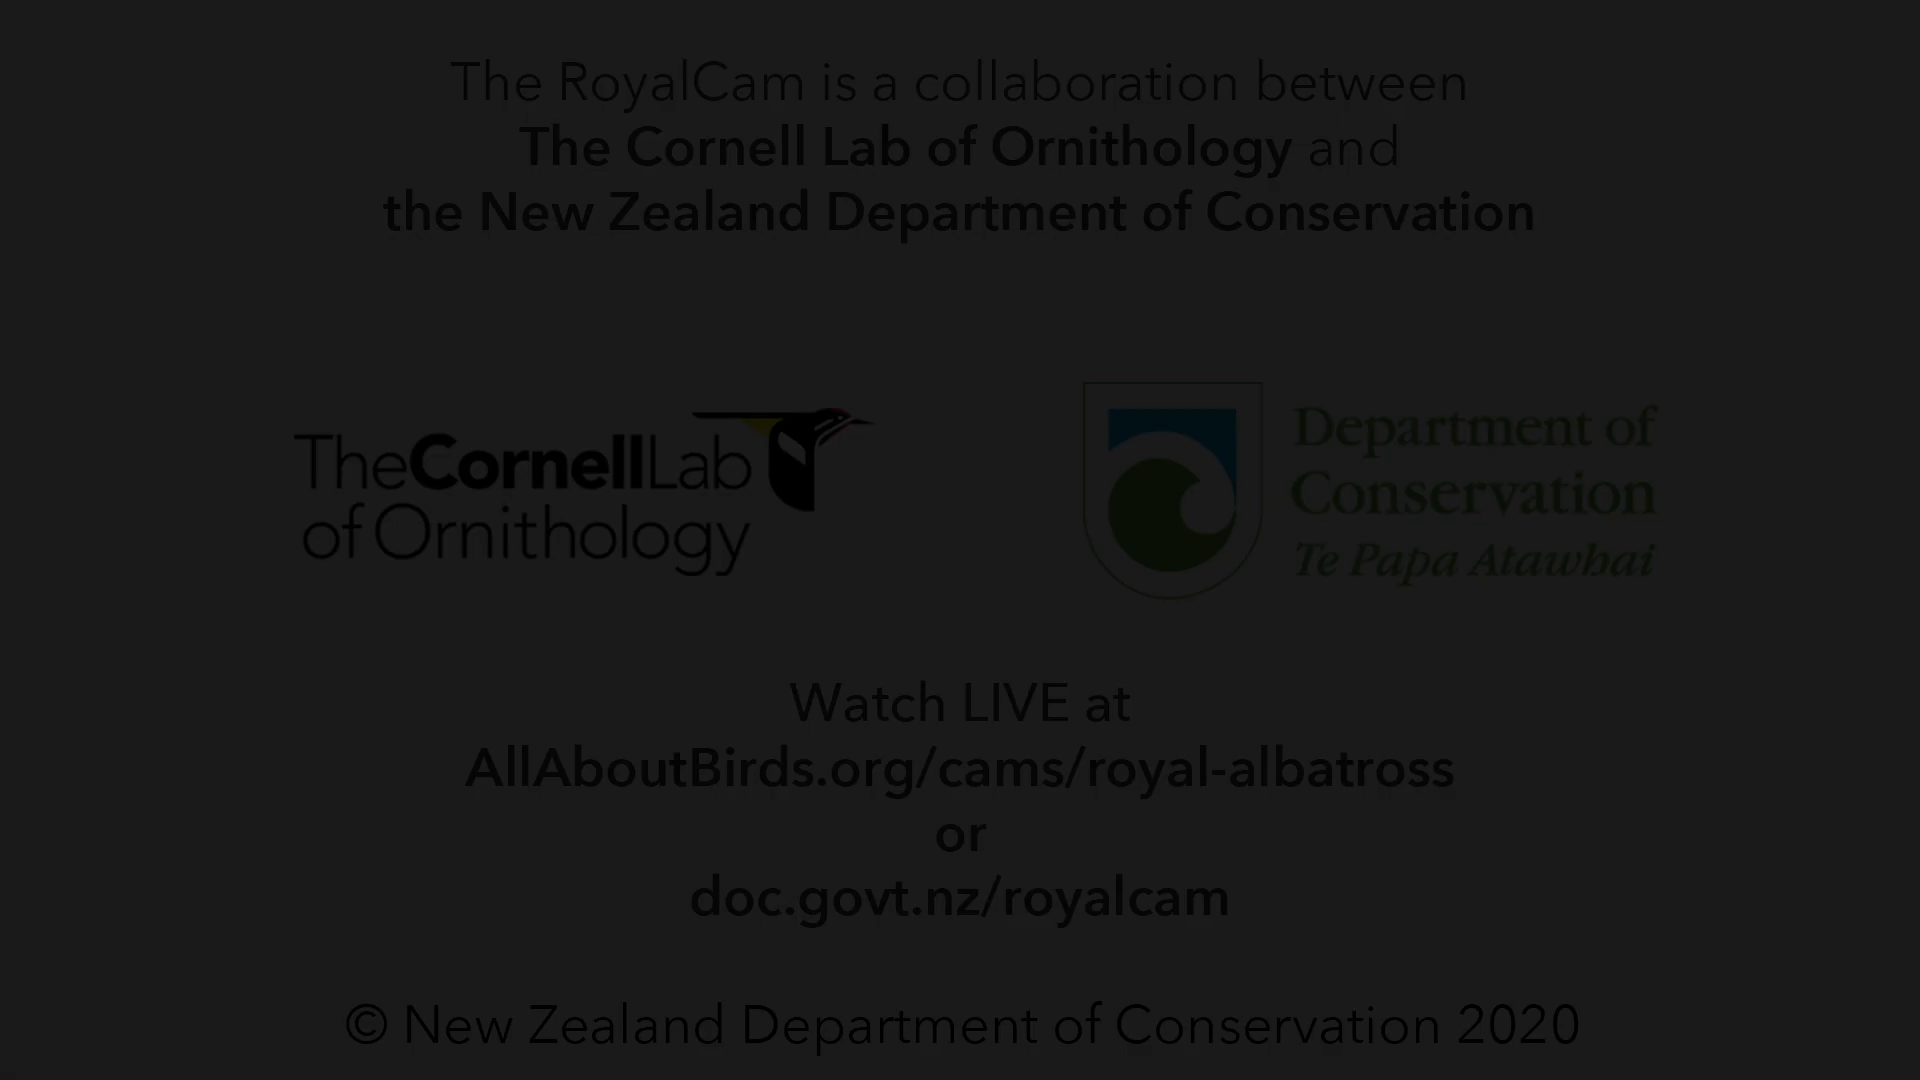 The RoyalCam is a collaboration between
The Cornell Lab of Ornithology and
the New Zealand Department of Conservation
TheCornellLab
of Ornithology
Department of
Conservation
Te Papa Atawhai
Watch LIVE at
AllAboutBirds.org/cams/royal-albatross
or
doc.govt.nz/royalcam
© New Zealand Department of Conservation 2020